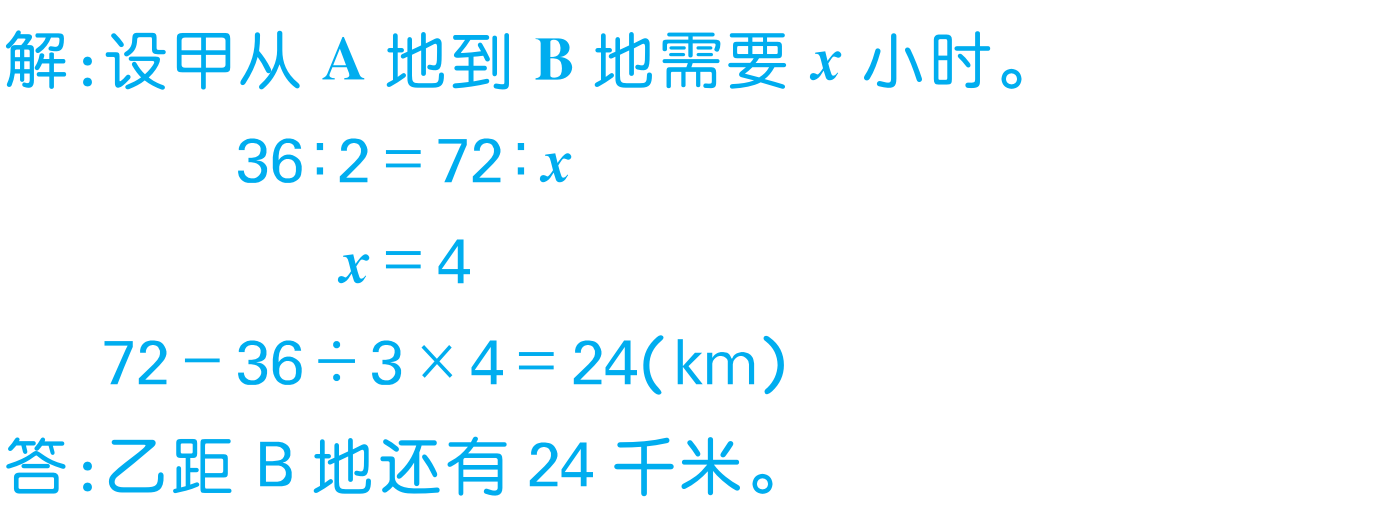 解:设甲从 A 地到 B 地需要 x 小时。
36∶2=72∶x
x=4
72-36÷3×4=24(km)
答:乙距 B 地还有 24 千米。